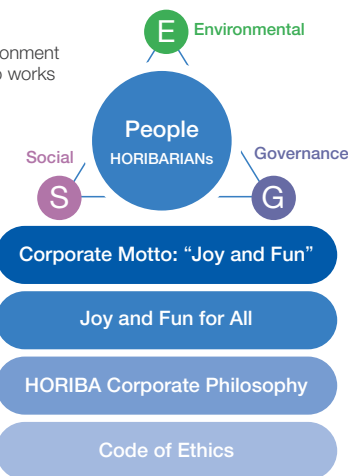 E
Environmental
onment
works
People
HORIBARIANs
Social
Governance
S
G
Corporate Motto: “Joy and Fun”
Joy and Fun for All
HORIBA Corporate Philosophy
Code of Ethics